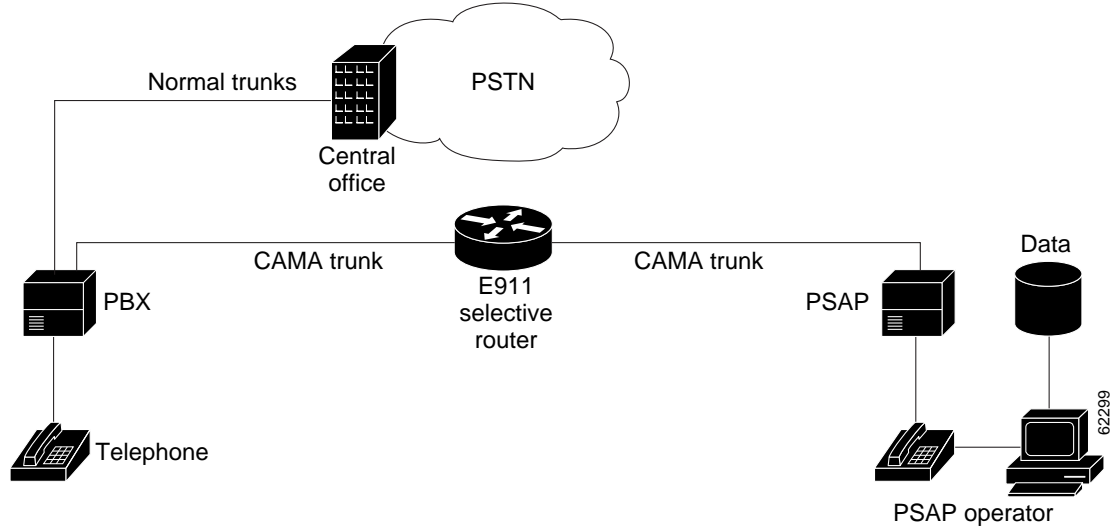 Normal trunks
PSTN
Central
office
CAMA trunk
CAMA trunk
Data
PBX
E911
selective
router
PSAP
Telephone
62299
PSAP operator